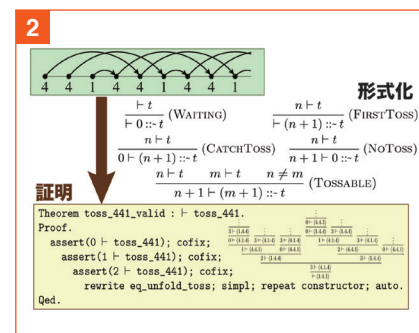 2
4 4 1 4 4 1 4 4 1
形式化
⊢ t
⊢ 0 ::- t
(WAITING)
n ⊢ t
⊢ (n + 1) ::- t
(FIRSTTOSS)
n ⊢ t
0 ⊢ (n + 1) ::- t
(CATCHTOSS)
n ⊢ t
n + 1 ⊢ 0 ::- t
(NOTOSS)
n ⊢ t m ⊢ t n ≠ m
n + 1 ⊢ (m + 1) ::- t
(TOSSABLE)
証明
Theorem toss_441_valid : ⊢ toss_441.
Proof.
assert(0 ⊢ toss_441); cofix;
assert(1 ⊢ toss_441); cofix;
assert(2 ⊢ toss_441); cofix;
rewrite eq_unfold_toss; simpl; repeat constructor; auto.
Qed.